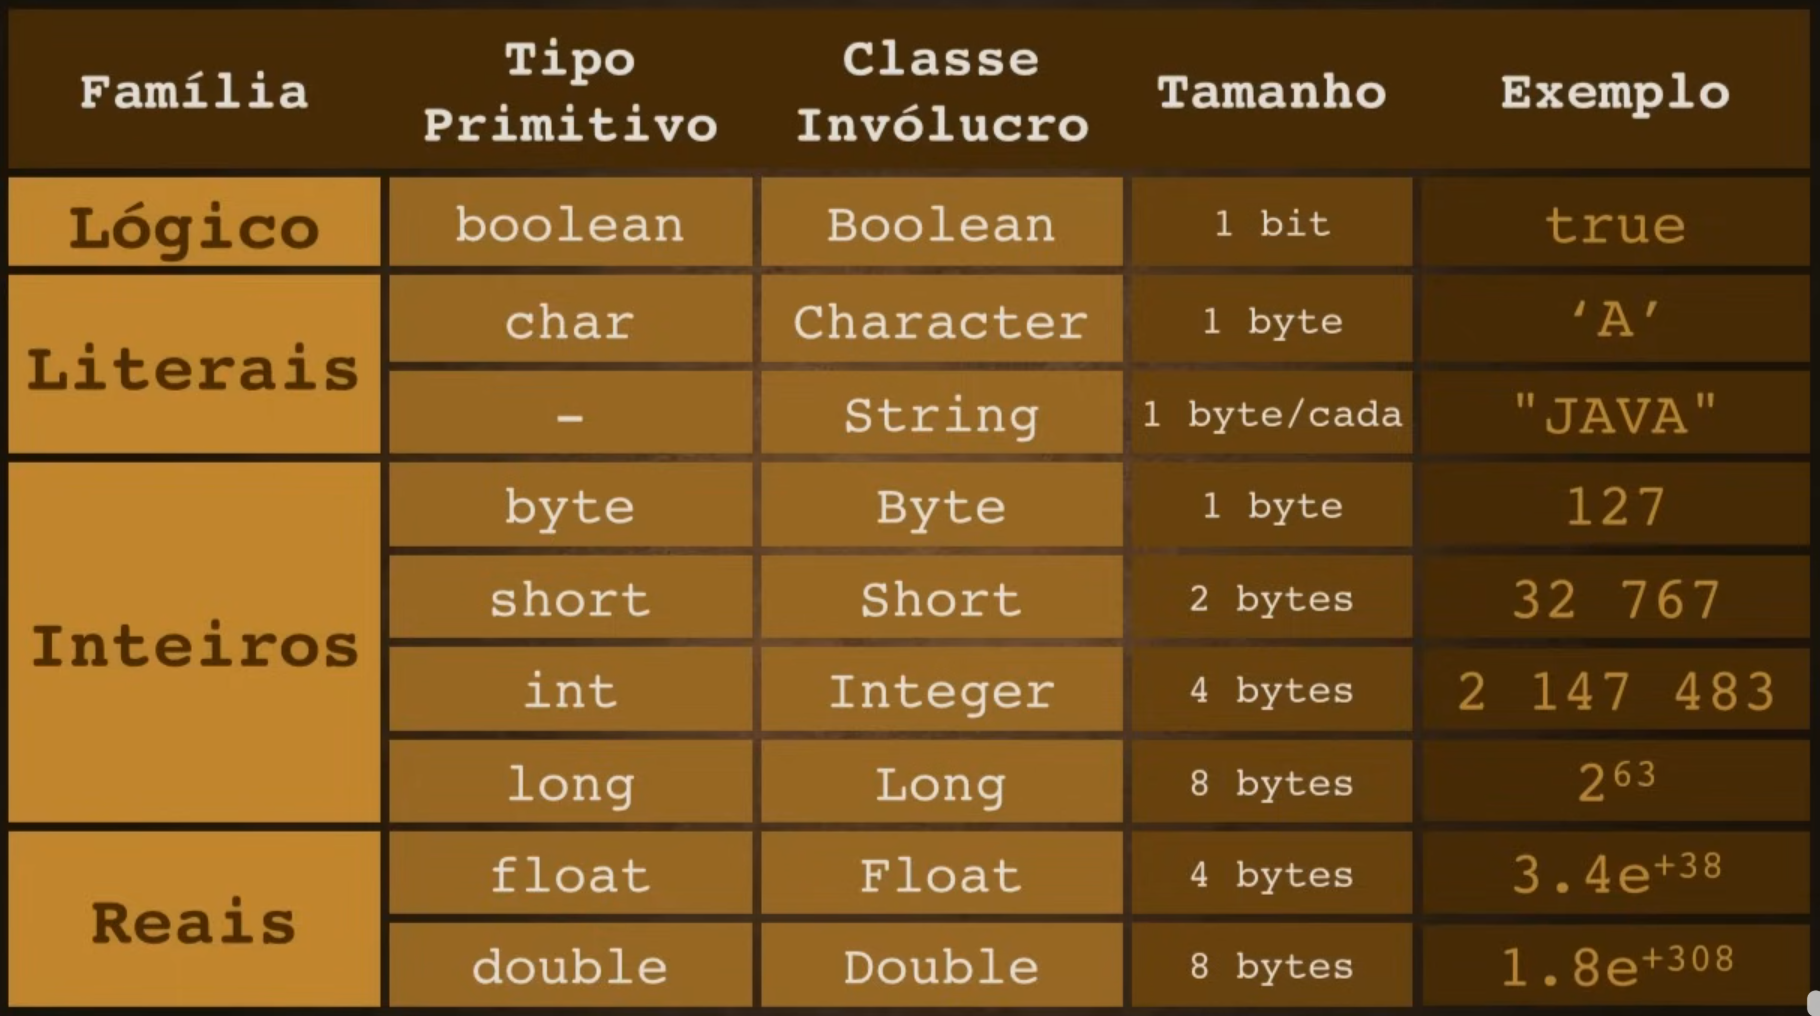 Família Tipo Primitivo Classe Invólucro Tamanho Exemplo
Lógico boolean Boolean 1 bit true
Literais char Character 1 byte ‘A’
- String 1 byte/cada "JAVA"
Inteiros byte Byte 1 byte 127
short Short 2 bytes 32 767
int Integer 4 bytes 2 147 483
long Long 8 bytes 2⁶³
Reais float Float 4 bytes 3.4e⁺³⁸
double Double 8 bytes 1.8e⁺³⁰⁸